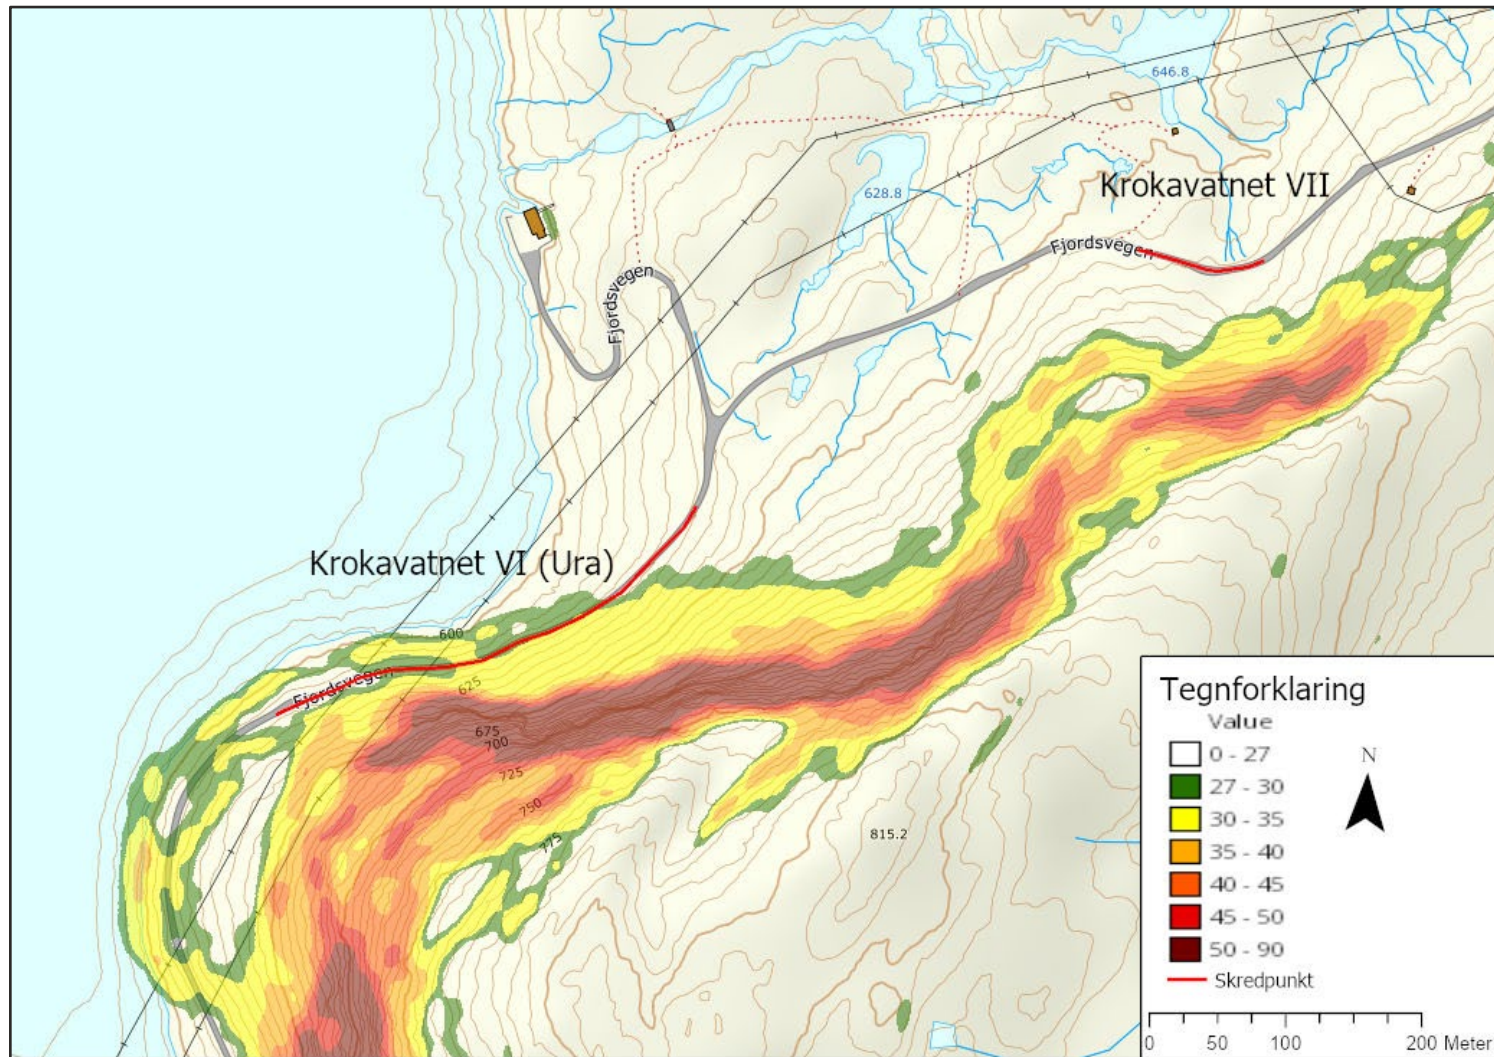 646.8
Krokavatnet VII
628.8
Fjordsvegen
Fjordsvegen
Krokavatnet VI (Ura)
600
Fjordsvegen
625
675
700
725
750
775
815.2
Tegnforklaring
Value
0 - 27
N
27 - 30
30 - 35
35 - 40
40 - 45
45 - 50
50 - 90
Skredpunkt
0 50 100 200 Meter